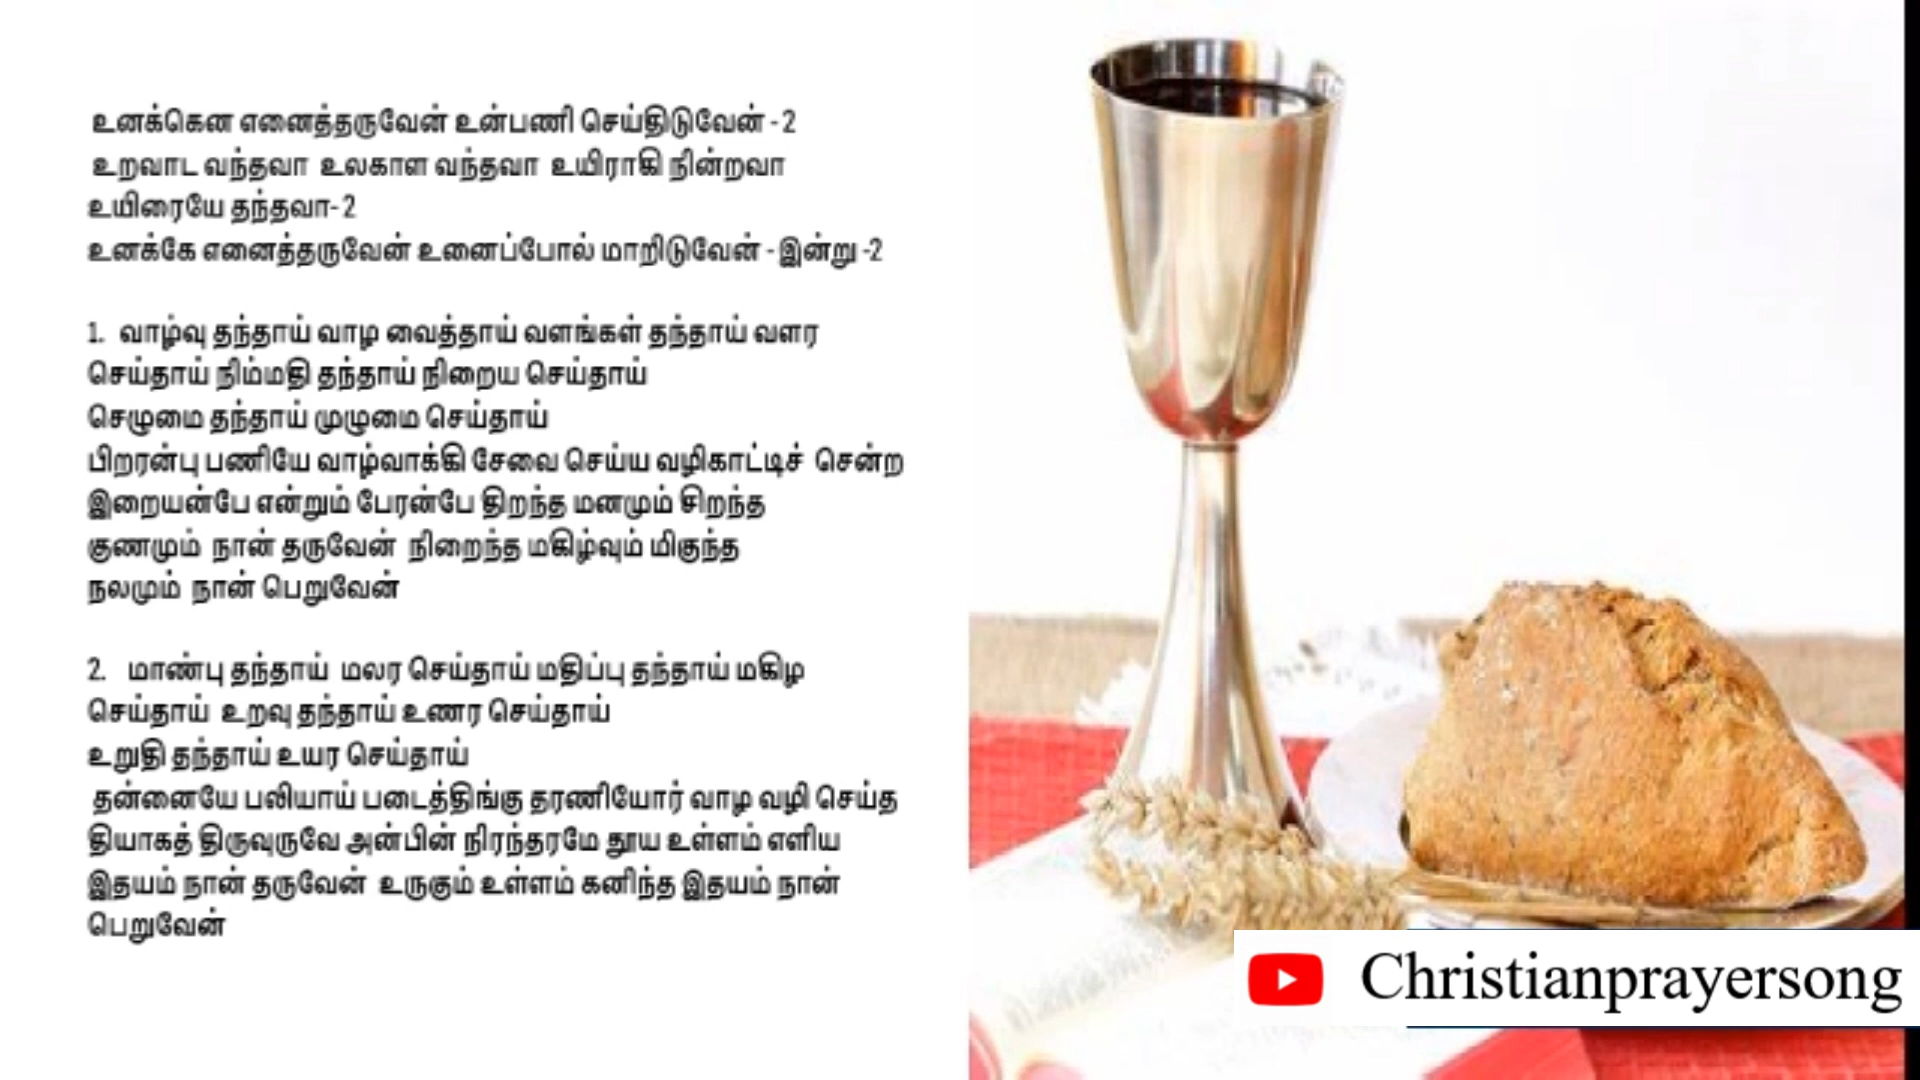 உனக்கென எனைத்தருவேன் உன்பணி செய்திடுவேன் - 2
உறவாட வந்தவா உலகாள வந்தவா உயிராகி நின்றவா
உயிரையே தந்தவா- 2
உனக்கே எனைத்தருவேன் உனைப்போல் மாறிடுவேன் - இன்று -2
1. வாழ்வு தந்தாய் வாழ வைத்தாய் வளங்கள் தந்தாய் வளர
செய்தாய் நிம்மதி தந்தாய் நிறைய செய்தாய்
செழுமை தந்தாய் முழுமை செய்தாய்
பிறரன்பு பணியே வாழ்வாக்கி சேவை செய்ய வழிகாட்டிச் சென்ற
இறையன்பே என்றும் பேரன்பே திறந்த மனமும் சிறந்த
குணமும் நான் தருவேன் நிறைந்த மகிழ்வும் மிகுந்த
நலமும் நான் பெறுவேன்
2. மாண்பு தந்தாய் மலர செய்தாய் மதிப்பு தந்தாய் மகிழ
செய்தாய் உறவு தந்தாய் உணர செய்தாய்
உறுதி தந்தாய் உயர செய்தாய்
தன்னையே பலியாய் படைத்திங்கு தரணியோர் வாழ வழி செய்த
தியாகத் திருவுருவே அன்பின் நிரந்தரமே தூய உள்ளம் எளிய
இதயம் நான் தருவேன் உருகும் உள்ளம் கனிந்த இதயம் நான்
பெறுவேன்
Christianprayersong